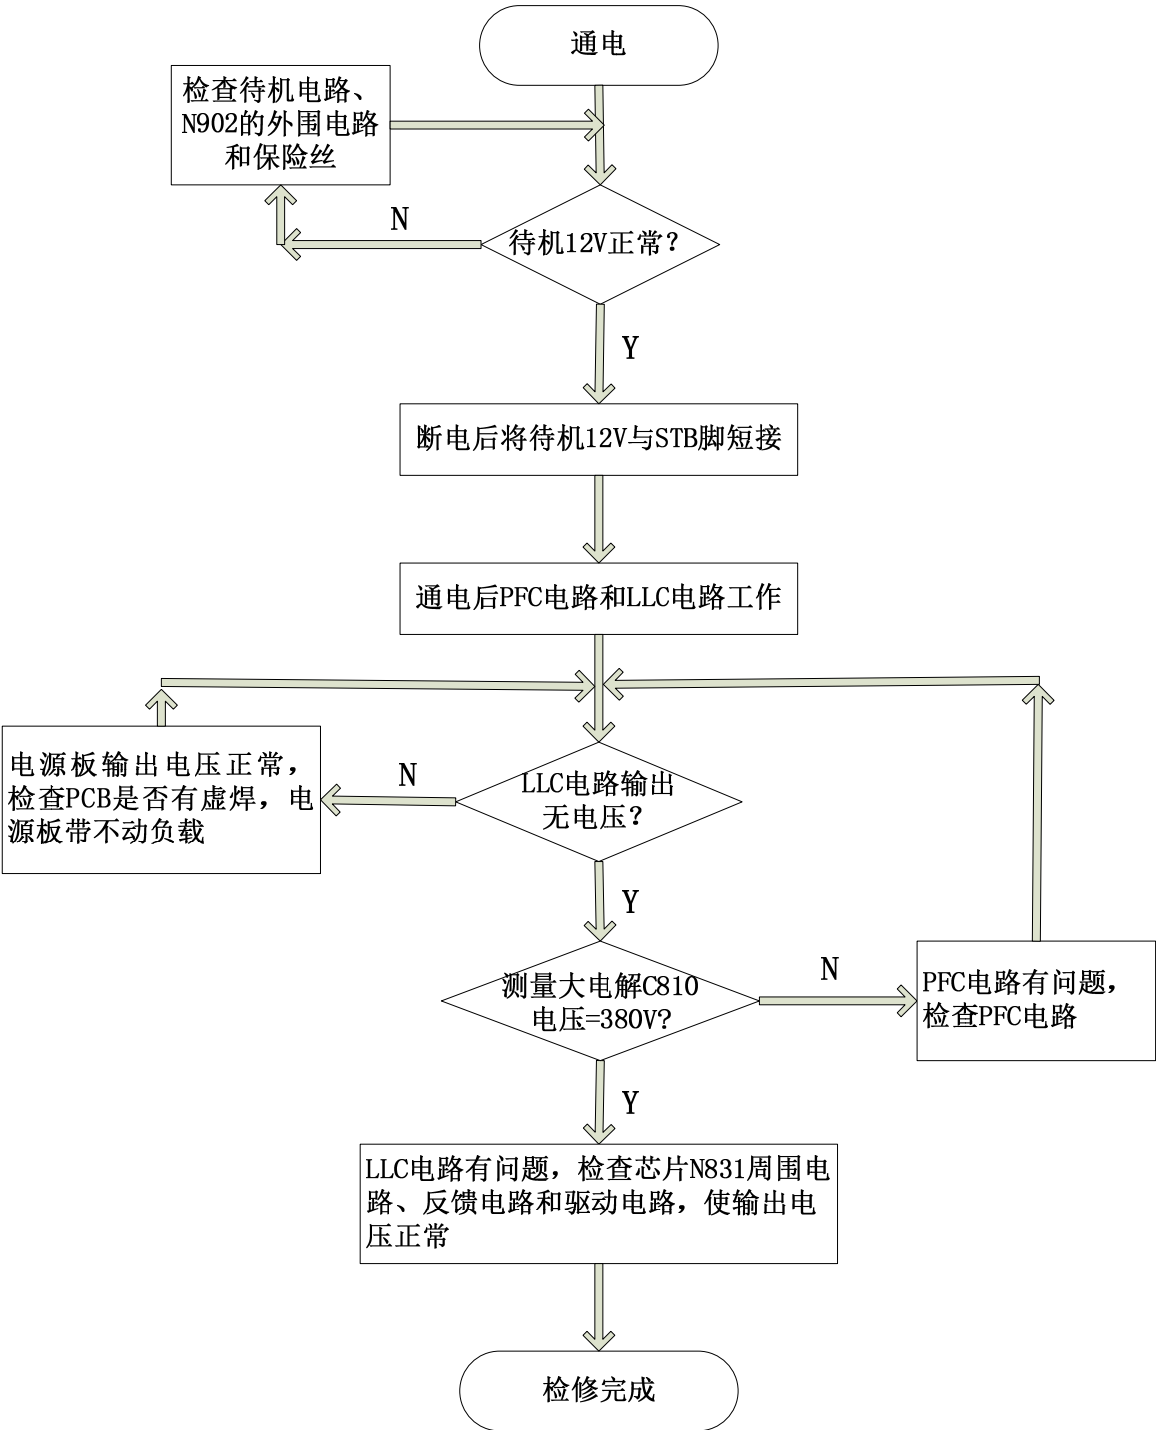 通电
检查待机电路、
N902的外围电路
和保险丝
N
待机12V正常？
Y
断电后将待机12V与STB脚短接
通电后PFC电路和LLC电路工作
电源板输出电压正常，
检查PCB是否有虚焊，电
源板带不动负载
N
LLC电路输出
无电压？
Y
测量大电解C810
电压=380V?
N
PFC电路有问题，
检查PFC电路
Y
LLC电路有问题，检查芯片N831周围电
路、反馈电路和驱动电路，使输出电
压正常
检修完成